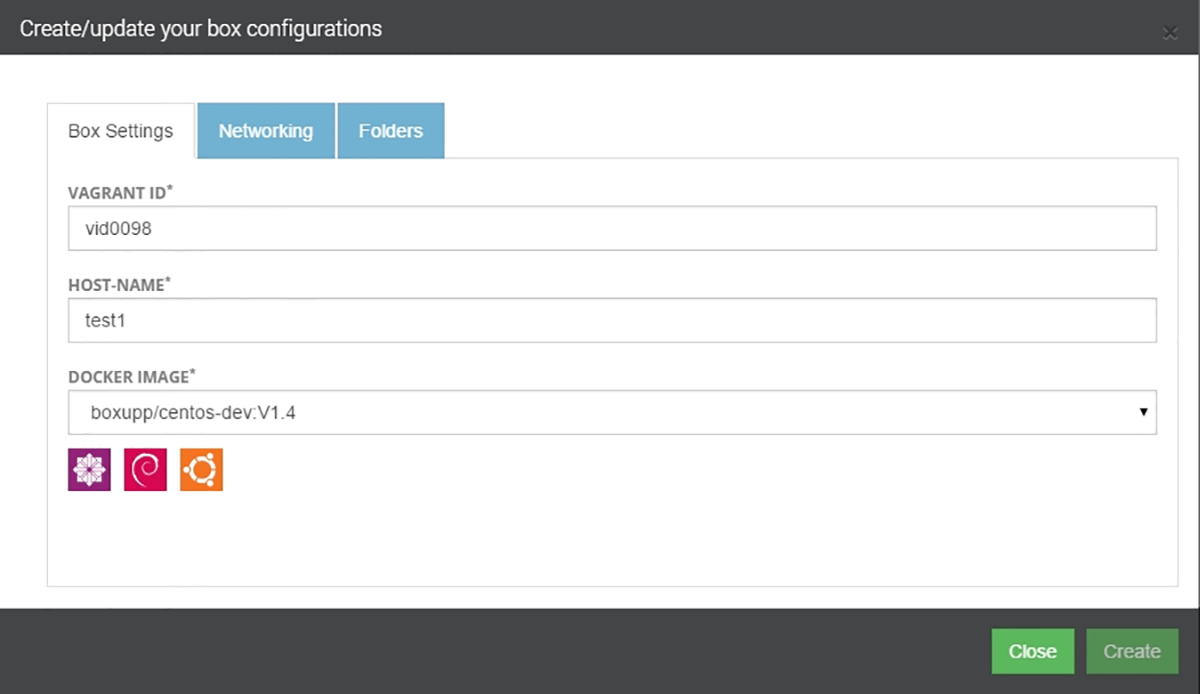 Create/update your box configurations
Box Settings Networking Folders
VAGRANT ID*
vid0098
HOST-NAME*
test1
DOCKER IMAGE*
boxupp/centos-dev:V1.4
Close Create